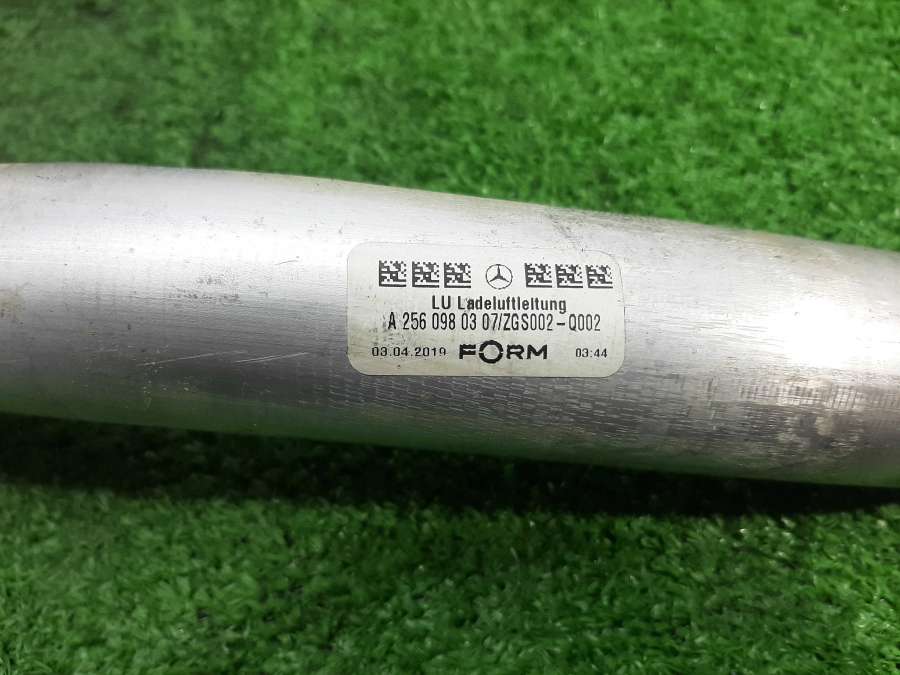 LU Ladeluftleitung
A 256 098 03 07/ZGS002-Q002
03.04.2019 FORM 03:44